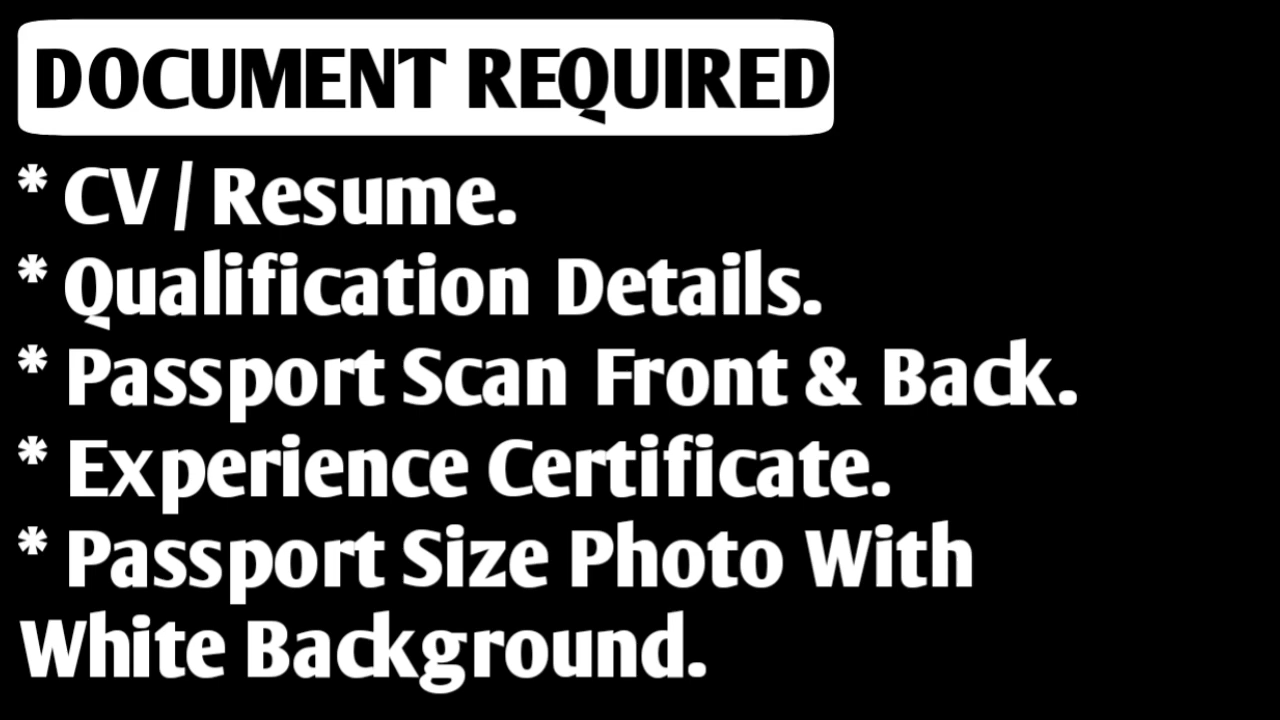 DOCUMENT REQUIRED
* CV / Resume.
* Qualification Details.
* Passport Scan Front & Back.
* Experience Certificate.
* Passport Size Photo With
White Background.